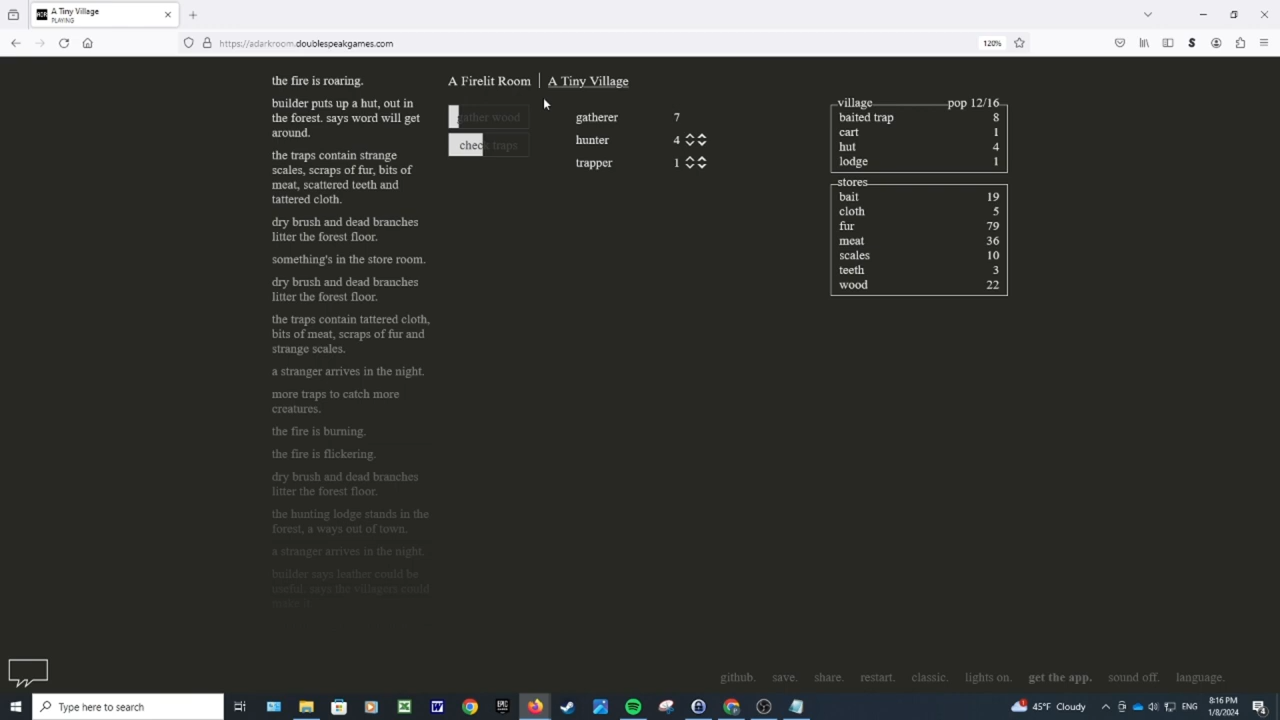 A Tiny Village
PLAYING
https://adarkroom.doublespeakgames.com
120%
the fire is roaring.
builder puts up a hut, out in
the forest. says word will get
around.
the traps contain strange
scales, scraps of fur, bits of
meat, scattered teeth and
tattered cloth.
dry brush and dead branches
litter the forest floor.
something's in the store room.
dry brush and dead branches
litter the forest floor.
the traps contain tattered cloth,
bits of meat, scraps of fur and
strange scales.
a stranger arrives in the night.
more traps to catch more
creatures.
the fire is burning.
the fire is flickering.
dry brush and dead branches
litter the forest floor.
the hunting lodge stands in the
forest, a ways out of town.
a stranger arrives in the night.
builder says leather could be
useful. says the villagers could
make it.
A Firelit Room | A Tiny Village
gather wood
check traps
gatherer 7
hunter 4
trapper 1
village pop 12/16
baited trap 8
cart 1
hut 4
lodge 1
stores
bait 19
cloth 5
fur 79
meat 36
scales 10
teeth 3
wood 22
github. save. share. restart. classic. lights on. get the app. sound off. language.
Type here to search
45°F Cloudy
ENG
8:16 PM
1/8/2024